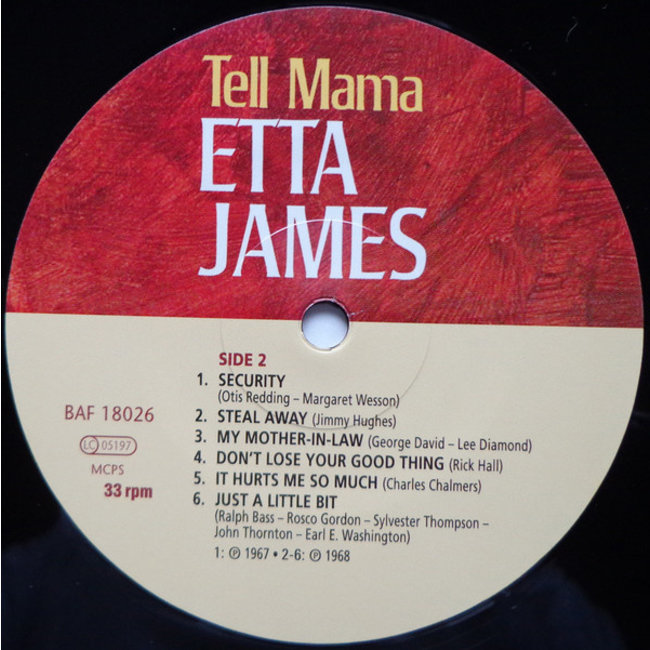 Tell Mama
ETTA
JAMES
SIDE 2
1. SECURITY
(Otis Redding – Margaret Wesson)
2. STEAL AWAY (Jimmy Hughes)
3. MY MOTHER-IN-LAW (George David – Lee Diamond)
4. DON'T LOSE YOUR GOOD THING (Rick Hall)
5. IT HURTS ME SO MUCH (Charles Chalmers)
6. JUST A LITTLE BIT
(Ralph Bass – Rosco Gordon – Sylvester Thompson –
John Thornton – Earl E. Washington)
1: ℗ 1967 • 2-6: ℗ 1968
BAF 18026
LC 05197
MCPS
33 rpm